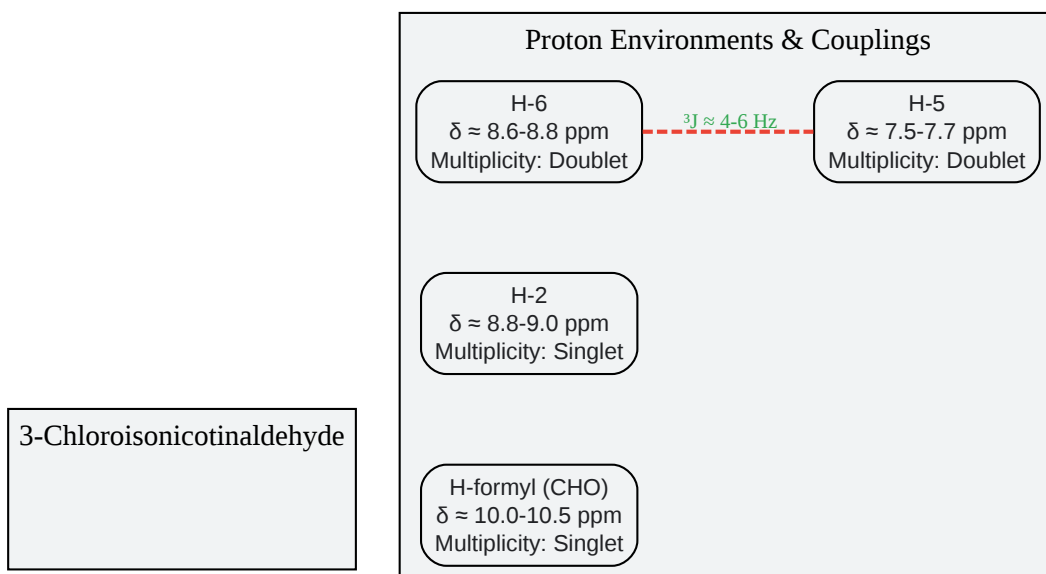 Proton Environments & Couplings
H-6
δ ≈ 8.6-8.8 ppm
Multiplicity: Doublet
³J ≈ 4-6 Hz
H-5
δ ≈ 7.5-7.7 ppm
Multiplicity: Doublet
H-2
δ ≈ 8.8-9.0 ppm
Multiplicity: Singlet
3-Chloroisonicotinaldehyde
H-formyl (CHO)
δ ≈ 10.0-10.5 ppm
Multiplicity: Singlet